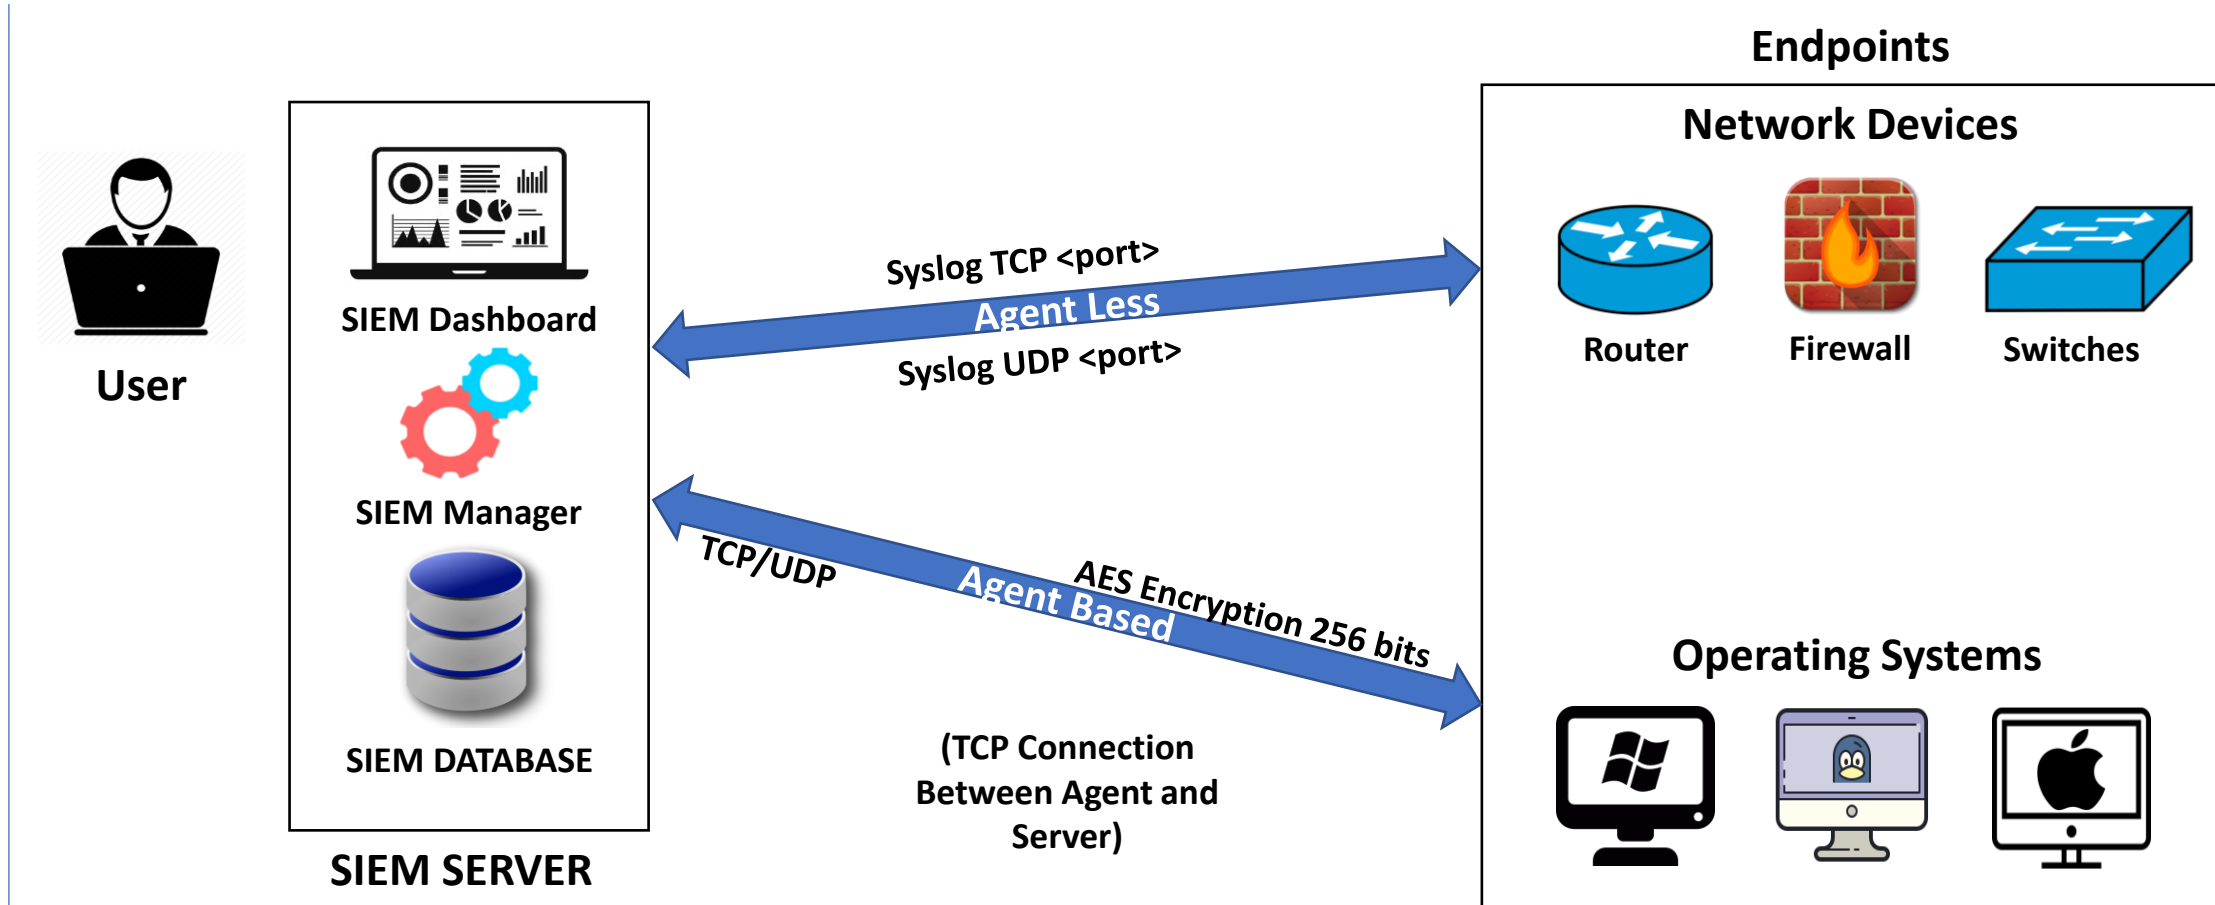 Endpoints
Network Devices
Syslog TCP <port>
Agent Less
Syslog UDP <port>
SIEM Dashboard
Router
Firewall
Switches
User
SIEM Manager
TCP/UDP
Agent Based
AES Encryption 256 bits
Operating Systems
SIEM DATABASE
(TCP Connection
Between Agent and
Server)
SIEM SERVER